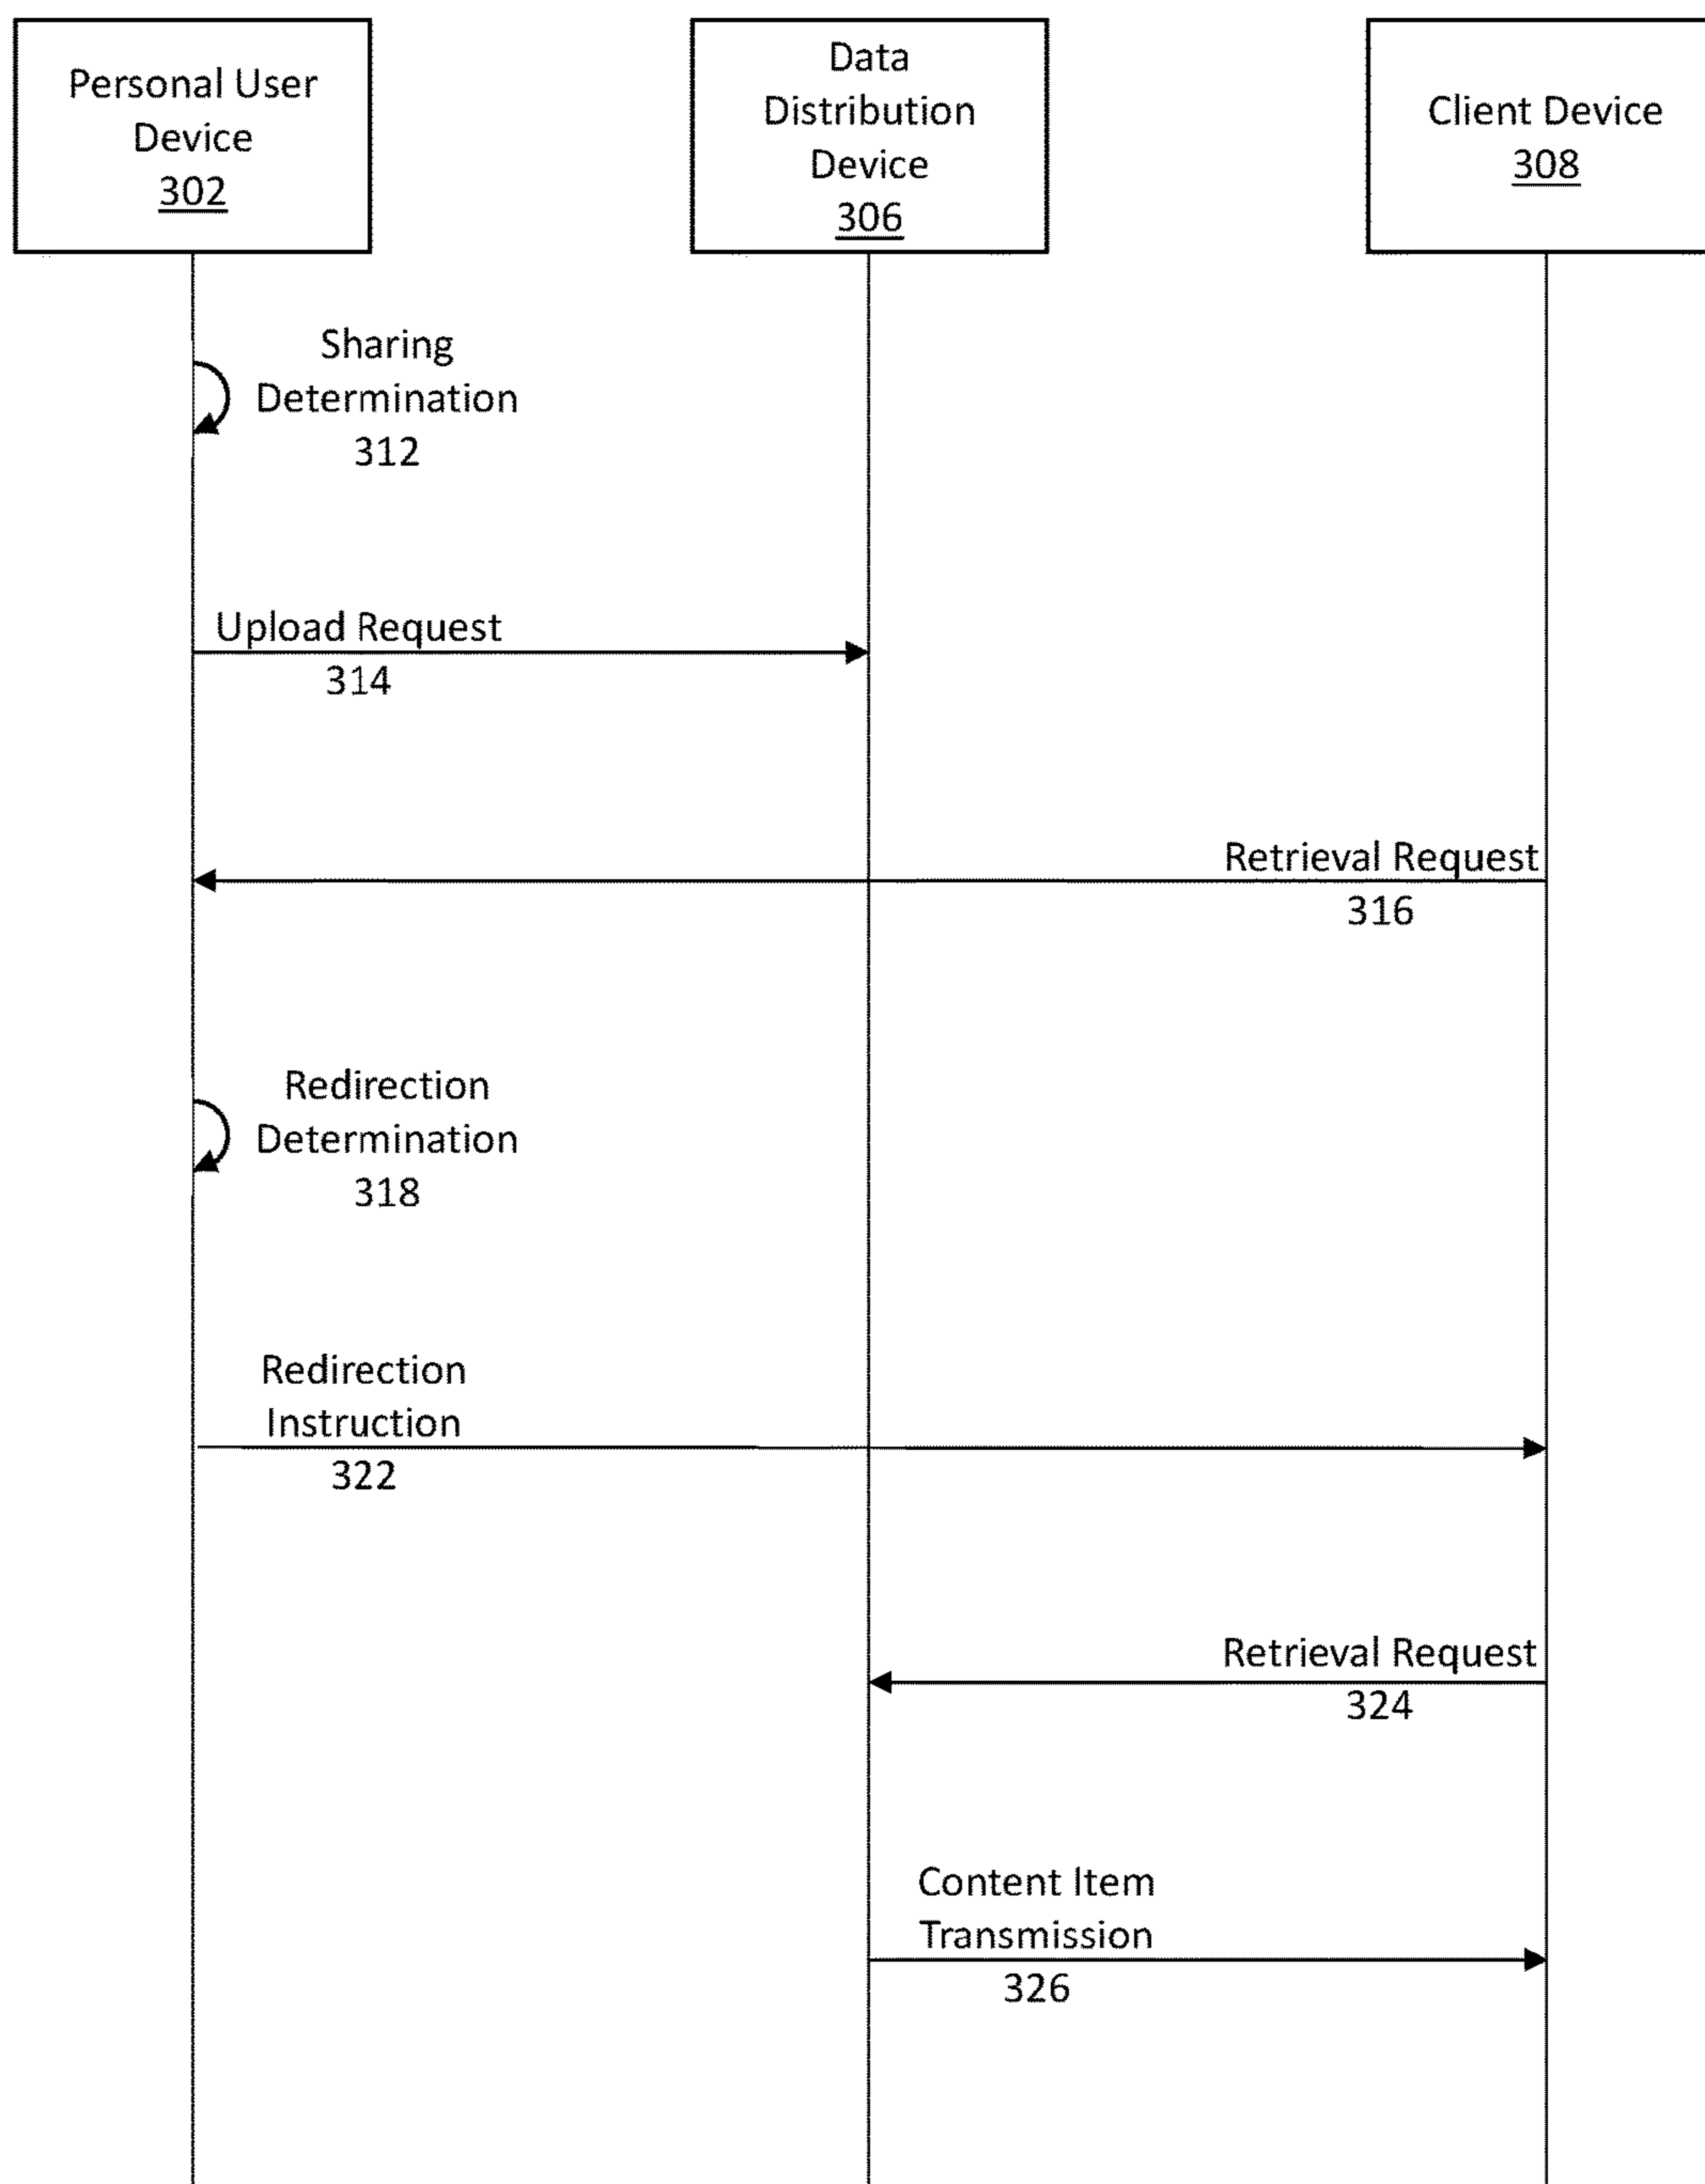 Personal User
Device
302
Data
Distribution
Device
306
Client Device
308
Sharing
Determination
312
Upload Request
314
Retrieval Request
316
Redirection
Determination
318
Redirection
Instruction
322
Retrieval Request
324
Content Item
Transmission
326